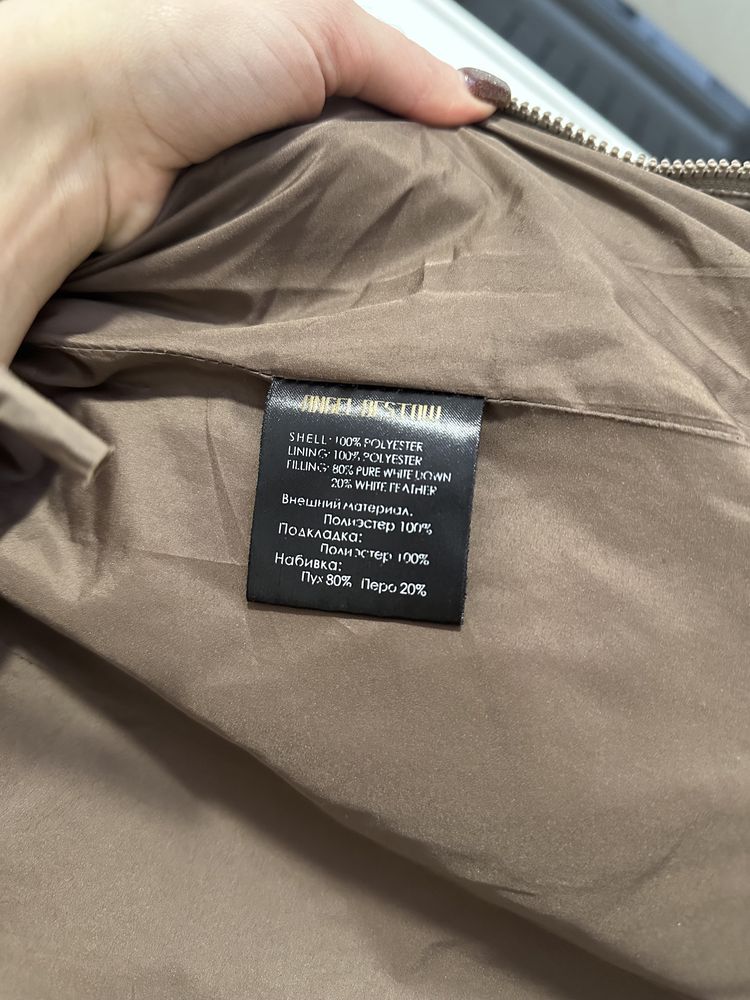 ANGEL BESTOW
SHELL: 100% POLYESTER
LINING: 100% POLYESTER
FILLING: 80% PURE WHITE DOWN
20% WHITE FEATHER
Внешний материал:
Полиэстер 100%
Подкладка:
Полиэстер 100%
Набивка:
Пух 80% Перо 20%